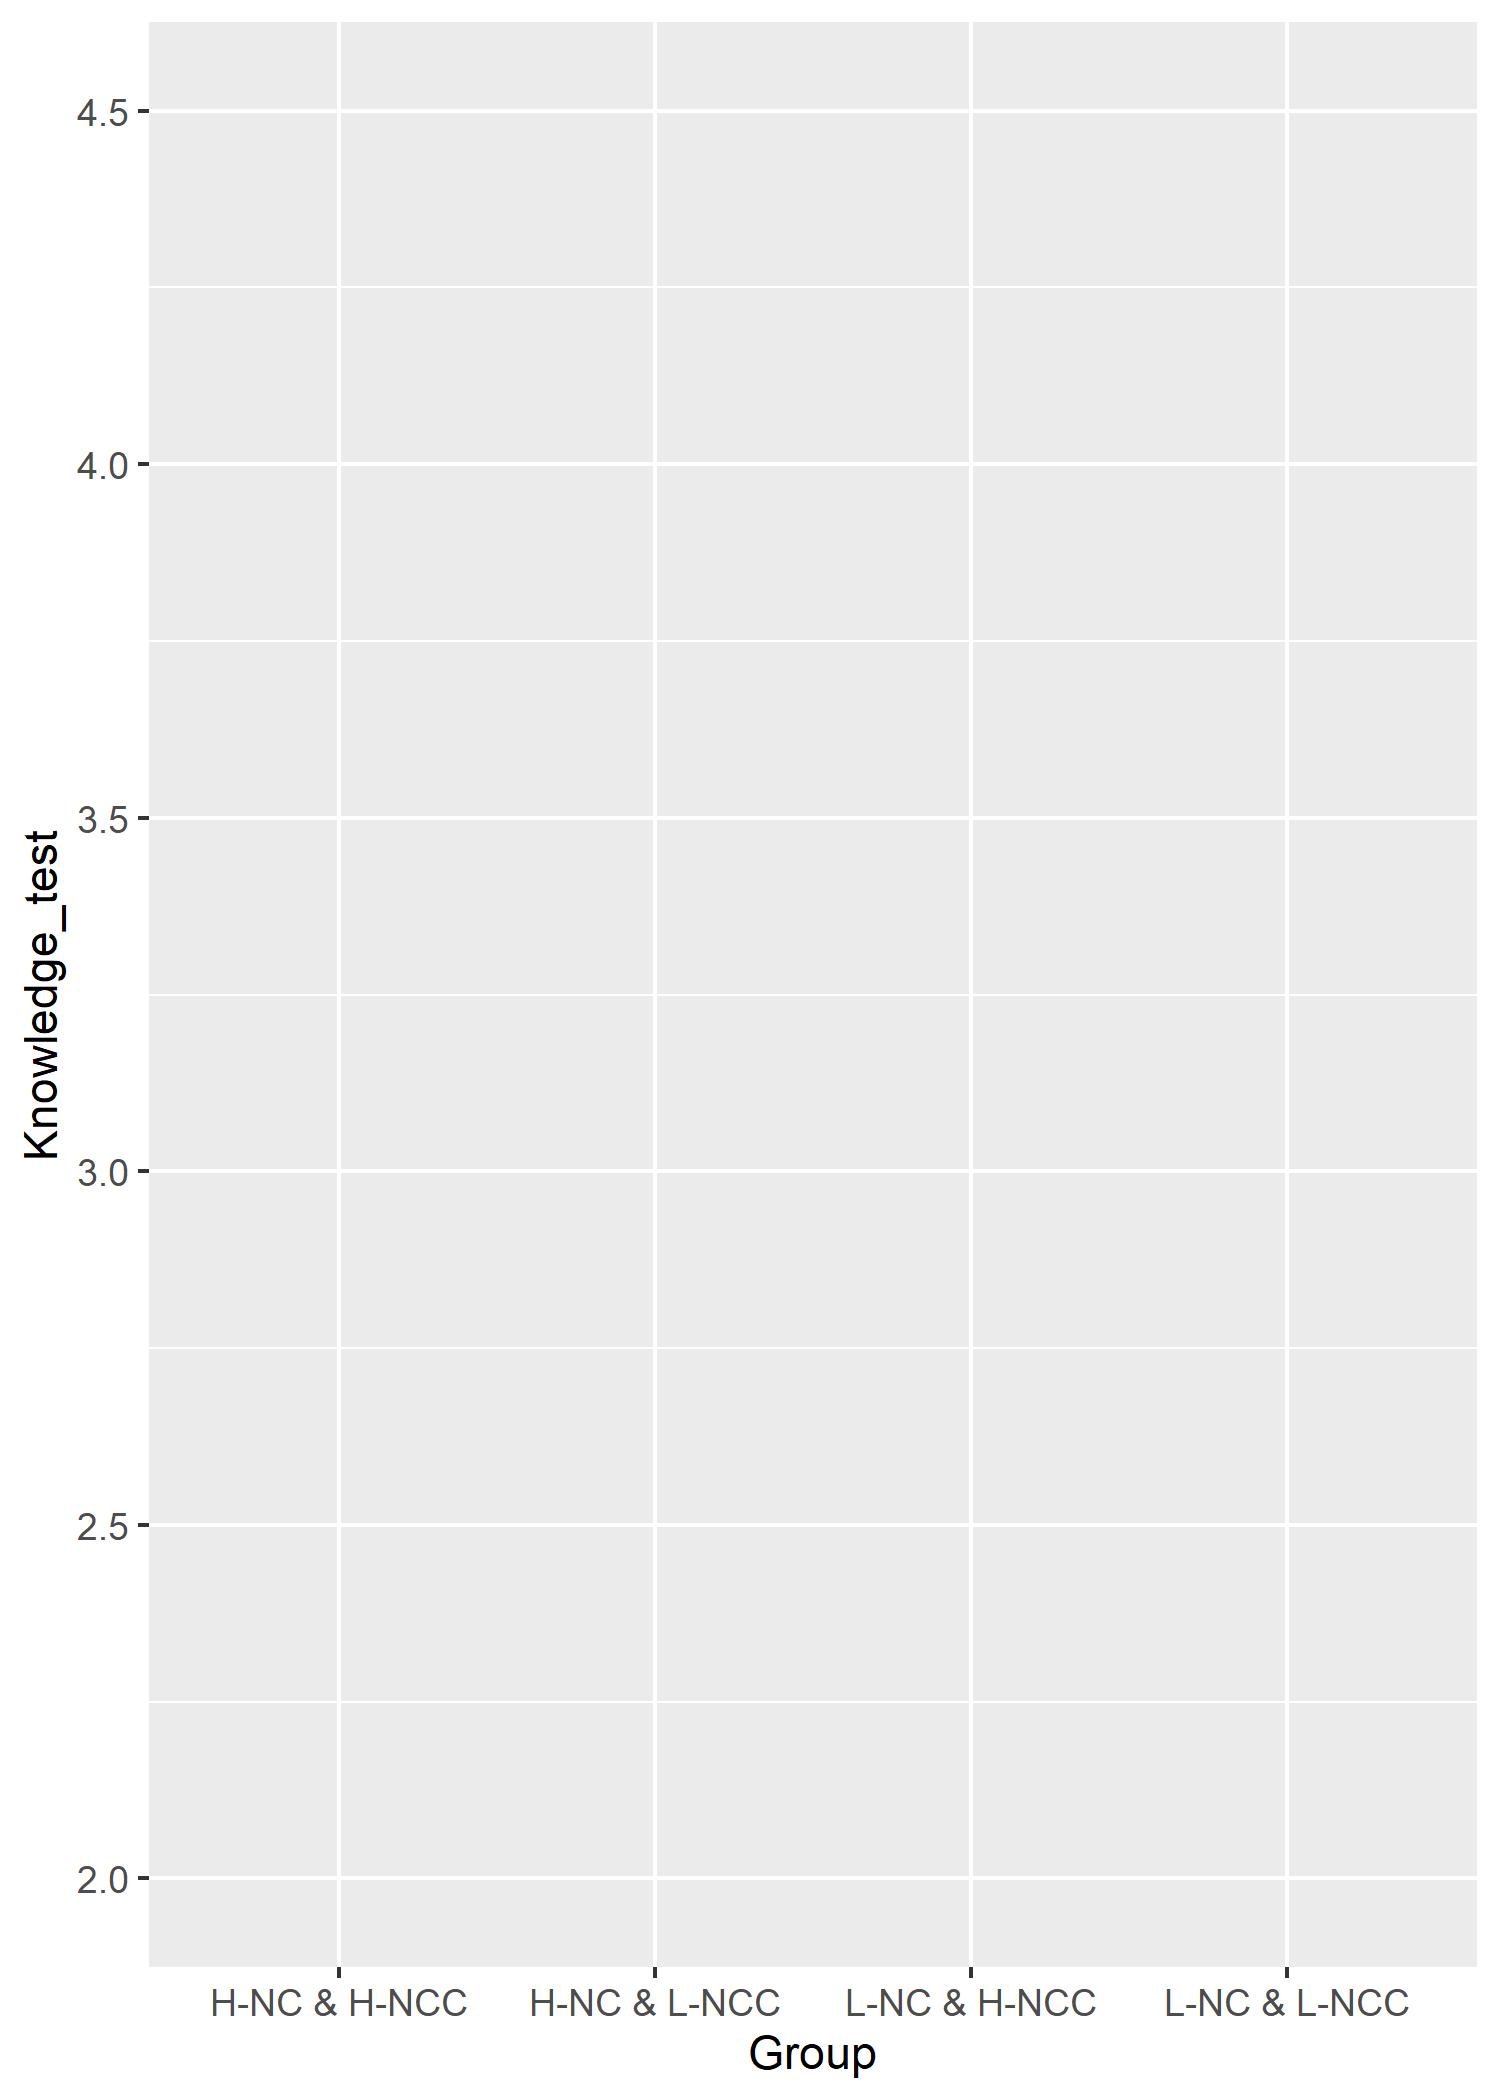 4.5
4.0
3.5
3.0
2.5
2.0
Knowledge_test
H-NC & H-NCC
H-NC & L-NCC
L-NC & H-NCC
L-NC & L-NCC
Group